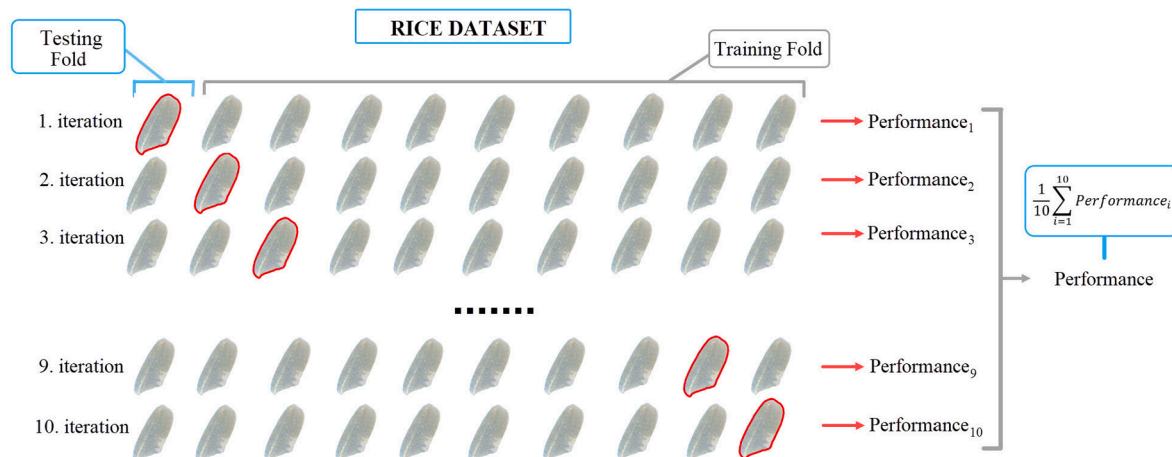 RICE DATASET
Testing
Fold
Training Fold
1. iteration
Performance₁
2. iteration
Performance₂
3. iteration
Performance₃
.......
9. iteration
Performance₉
10. iteration
Performance₁₀
1/10 ∑ i=1 10 Performanceᵢ
Performance